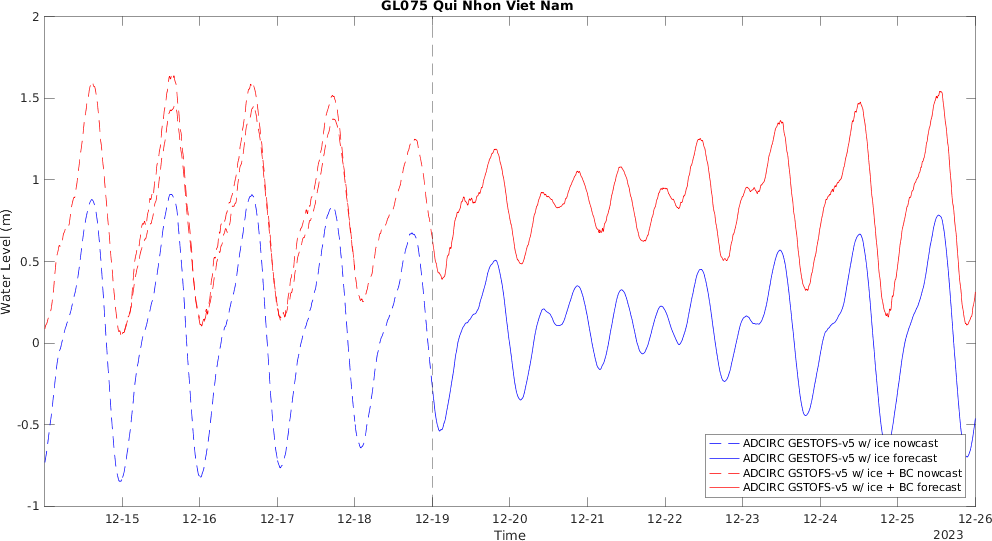 GL075 Qui Nhon Viet Nam
2
1.5
1
0.5
0
-0.5
-1
Water Level (m)
12-15 12-16 12-17 12-18 12-19 12-20 12-21 12-22 12-23 12-24 12-25 12-26
Time
2023
ADCIRC GESTOFS-v5 w/ ice nowcast
ADCIRC GESTOFS-v5 w/ ice forecast
ADCIRC GSTOFS-v5 w/ ice + BC nowcast
ADCIRC GSTOFS-v5 w/ ice + BC forecast